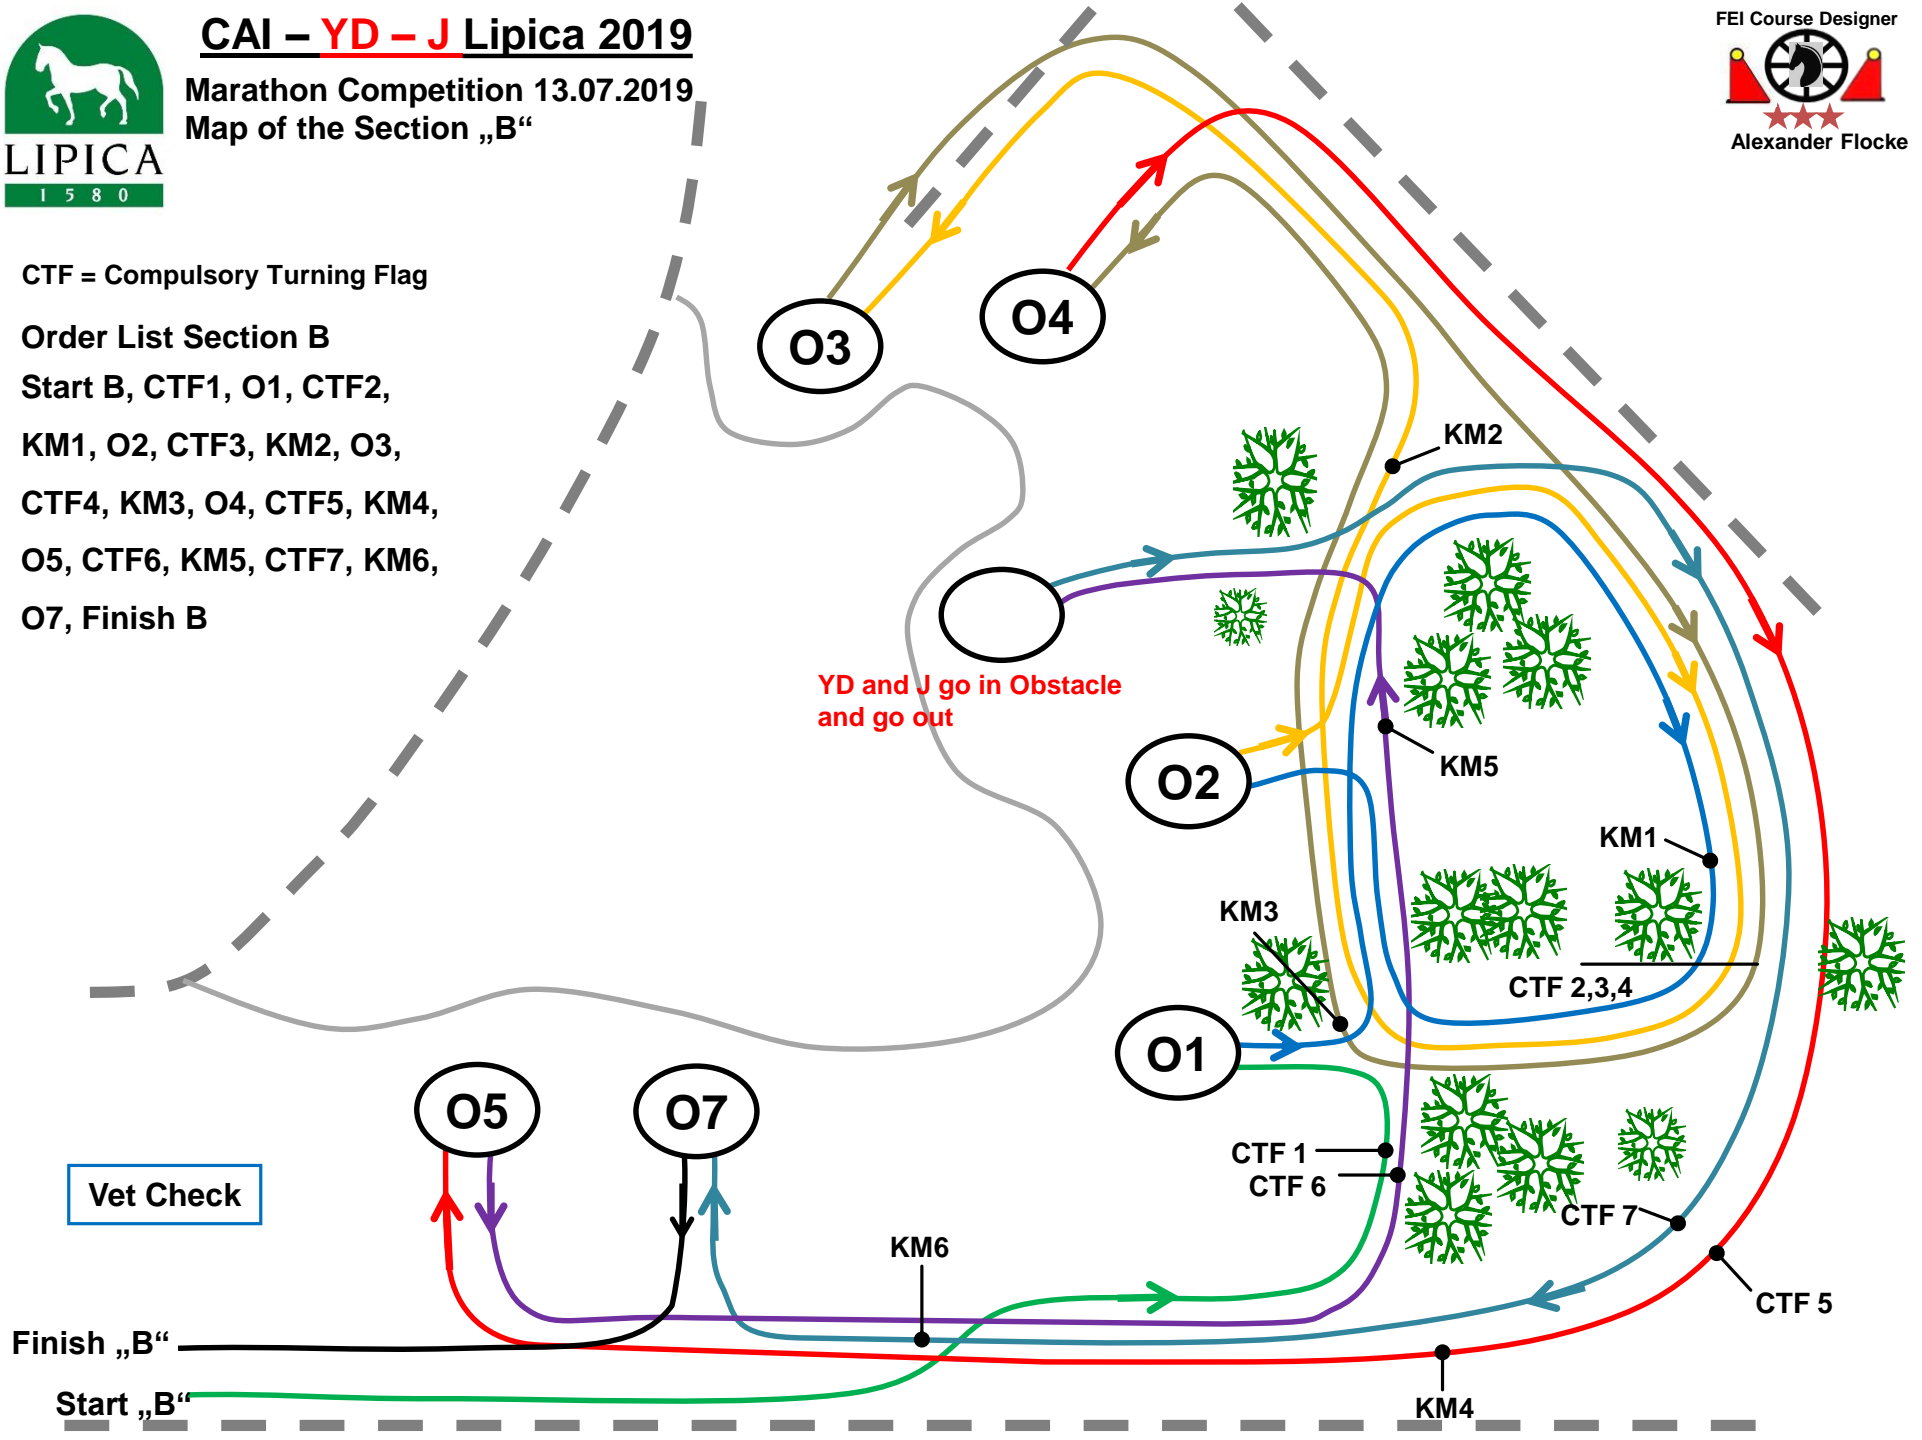 CAI – YD – J Lipica 2019
Marathon Competition 13.07.2019
Map of the Section „B“
LIPICA
1580
FEI Course Designer
Alexander Flocke
CTF = Compulsory Turning Flag
Order List Section B
Start B, CTF1, O1, CTF2,
KM1, O2, CTF3, KM2, O3,
CTF4, KM3, O4, CTF5, KM4,
O5, CTF6, KM5, CTF7, KM6,
O7, Finish B
O3
O4
KM2
YD and J go in Obstacle
and go out
O2
KM5
KM1
KM3
CTF 2,3,4
O1
O5
O7
CTF 1
CTF 6
Vet Check
CTF 7
KM6
CTF 5
Finish „B“
Start „B“
KM4